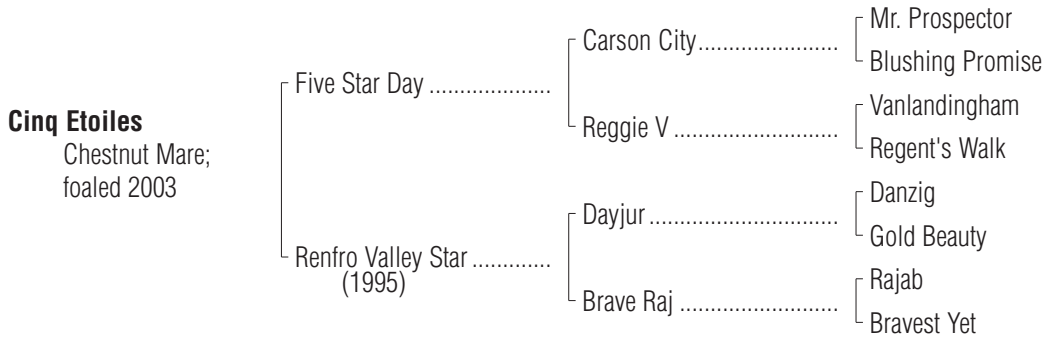 Mr. Prospector
Carson City.......................
Blushing Promise
Five Star Day ....................
Vanlandingham
Reggie V ...........................
Regent's Walk
Cinq Etoiles
Chestnut Mare;
foaled 2003
Danzig
Dayjur ...............................
Gold Beauty
Renfro Valley Star .............
(1995)
Rajab
Brave Raj ..........................
Bravest Yet